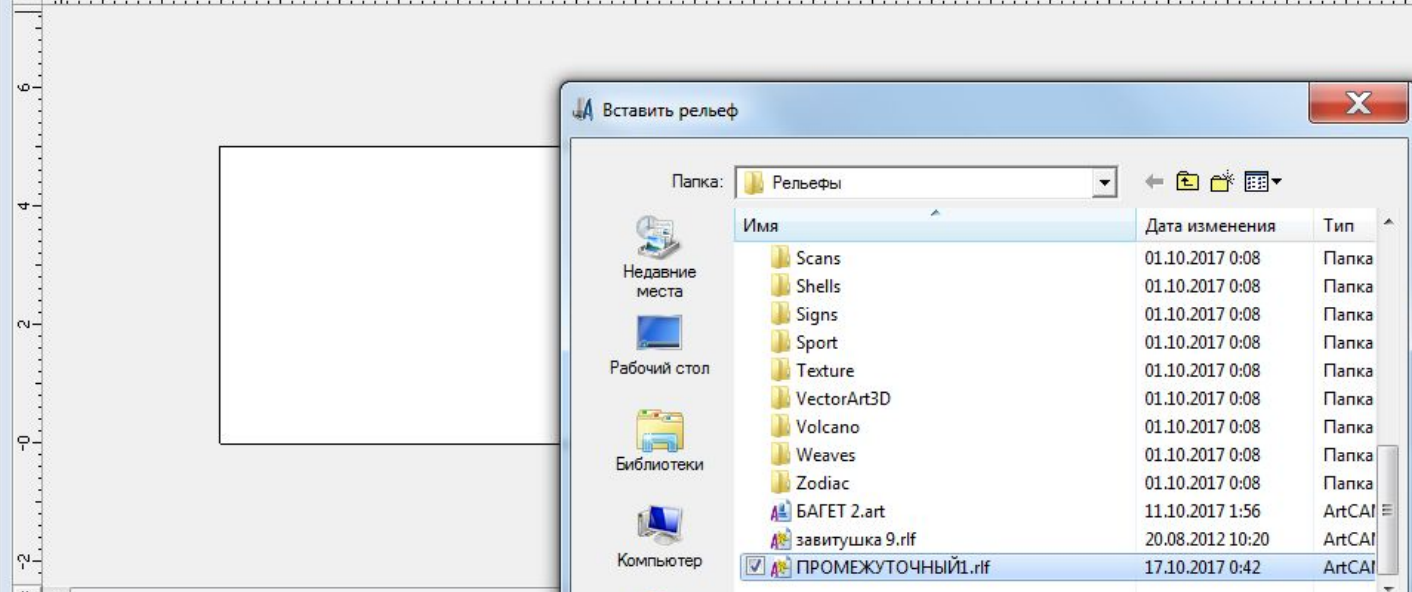 6
4
2
-0
-2
Вставить рельеф
Папка: Рельефы
Имя Дата изменения Тип
Недавние места
Рабочий стол
Библиотеки
Компьютер
Scans 01.10.2017 0:08 Папка
Shells 01.10.2017 0:08 Папка
Signs 01.10.2017 0:08 Папка
Sport 01.10.2017 0:08 Папка
Texture 01.10.2017 0:08 Папка
VectorArt3D 01.10.2017 0:08 Папка
Volcano 01.10.2017 0:08 Папка
Weaves 01.10.2017 0:08 Папка
Zodiac 01.10.2017 0:08 Папка
БАГЕТ 2.art 11.10.2017 1:56 ArtCA
завитушка 9.rlf 20.08.2012 10:20 ArtCA
ПРОМЕЖУТОЧНЫЙ1.rlf 17.10.2017 0:42 ArtCA